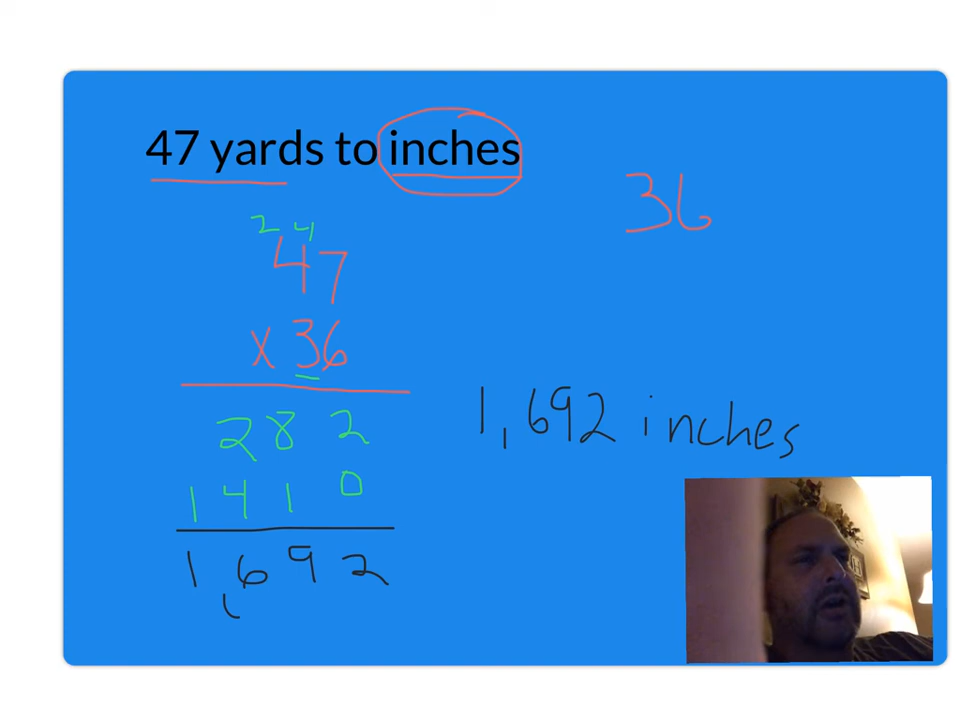 47 yards to inches
36
2 4
47
x 36
282
1410
1,692
1,692 inches